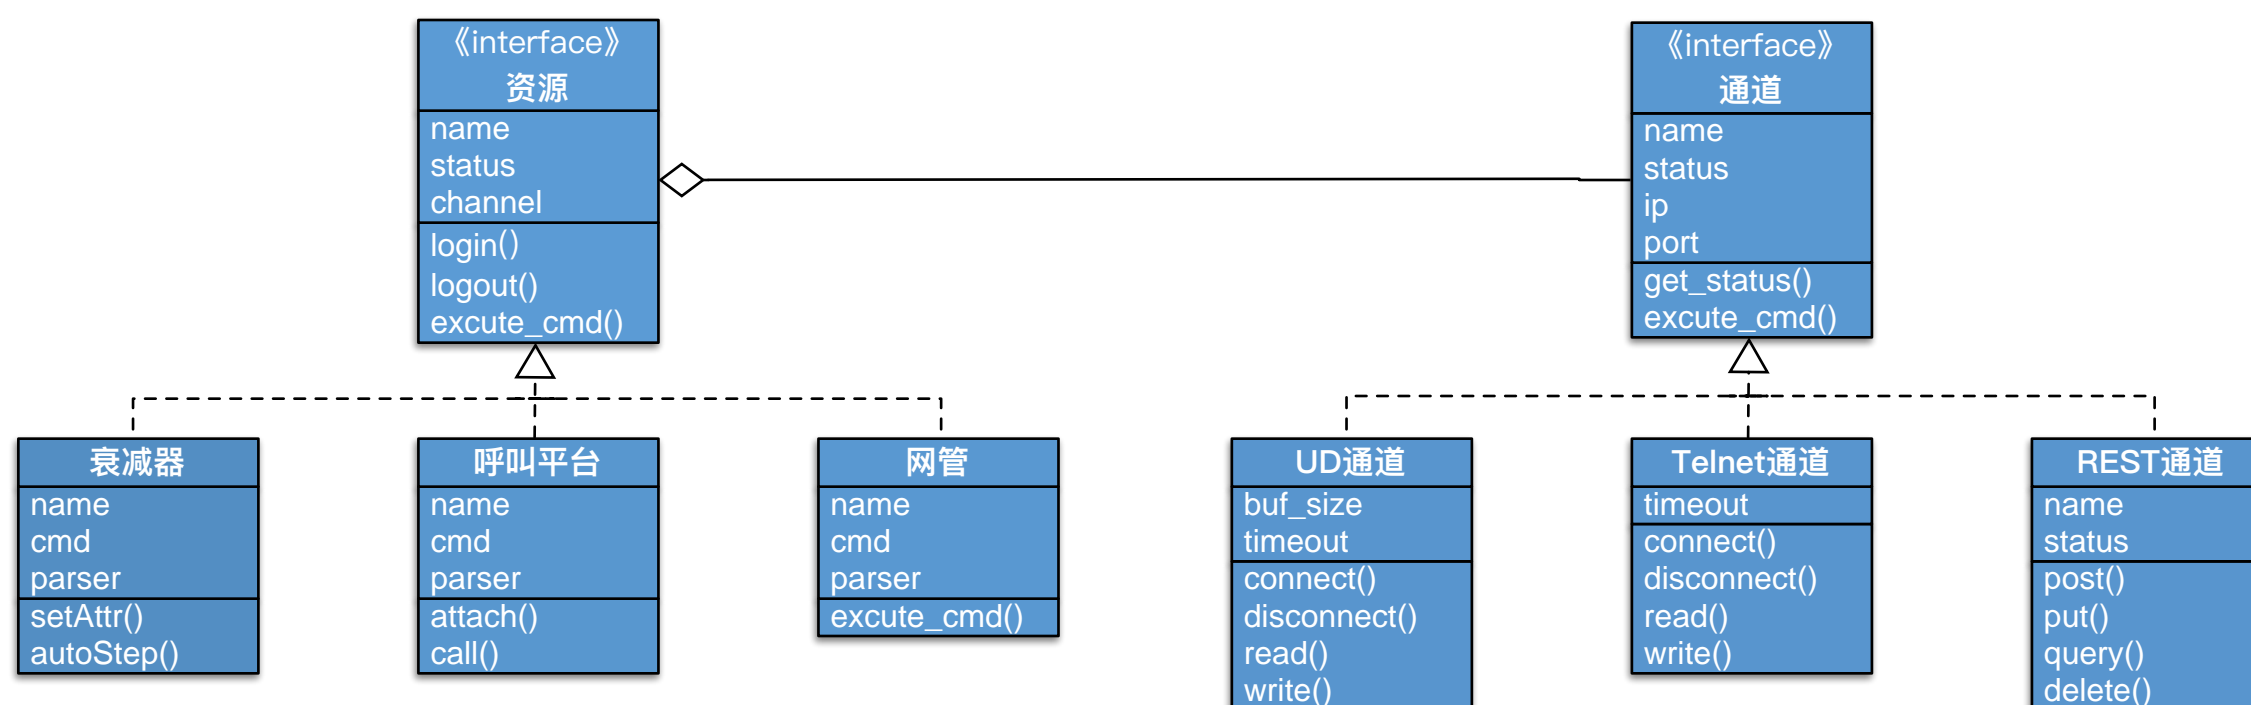 《interface》
资源
name
status
channel
login()
logout()
excute_cmd()
《interface》
通道
name
status
ip
port
get_status()
excute_cmd()
衰减器
name
cmd
parser
setAttr()
autoStep()
呼叫平台
name
cmd
parser
attach()
call()
网管
name
cmd
parser
excute_cmd()
UD通道
buf_size
timeout
connect()
disconnect()
read()
write()
Telnet通道
timeout
connect()
disconnect()
read()
write()
REST通道
name
status
post()
put()
query()
delete()